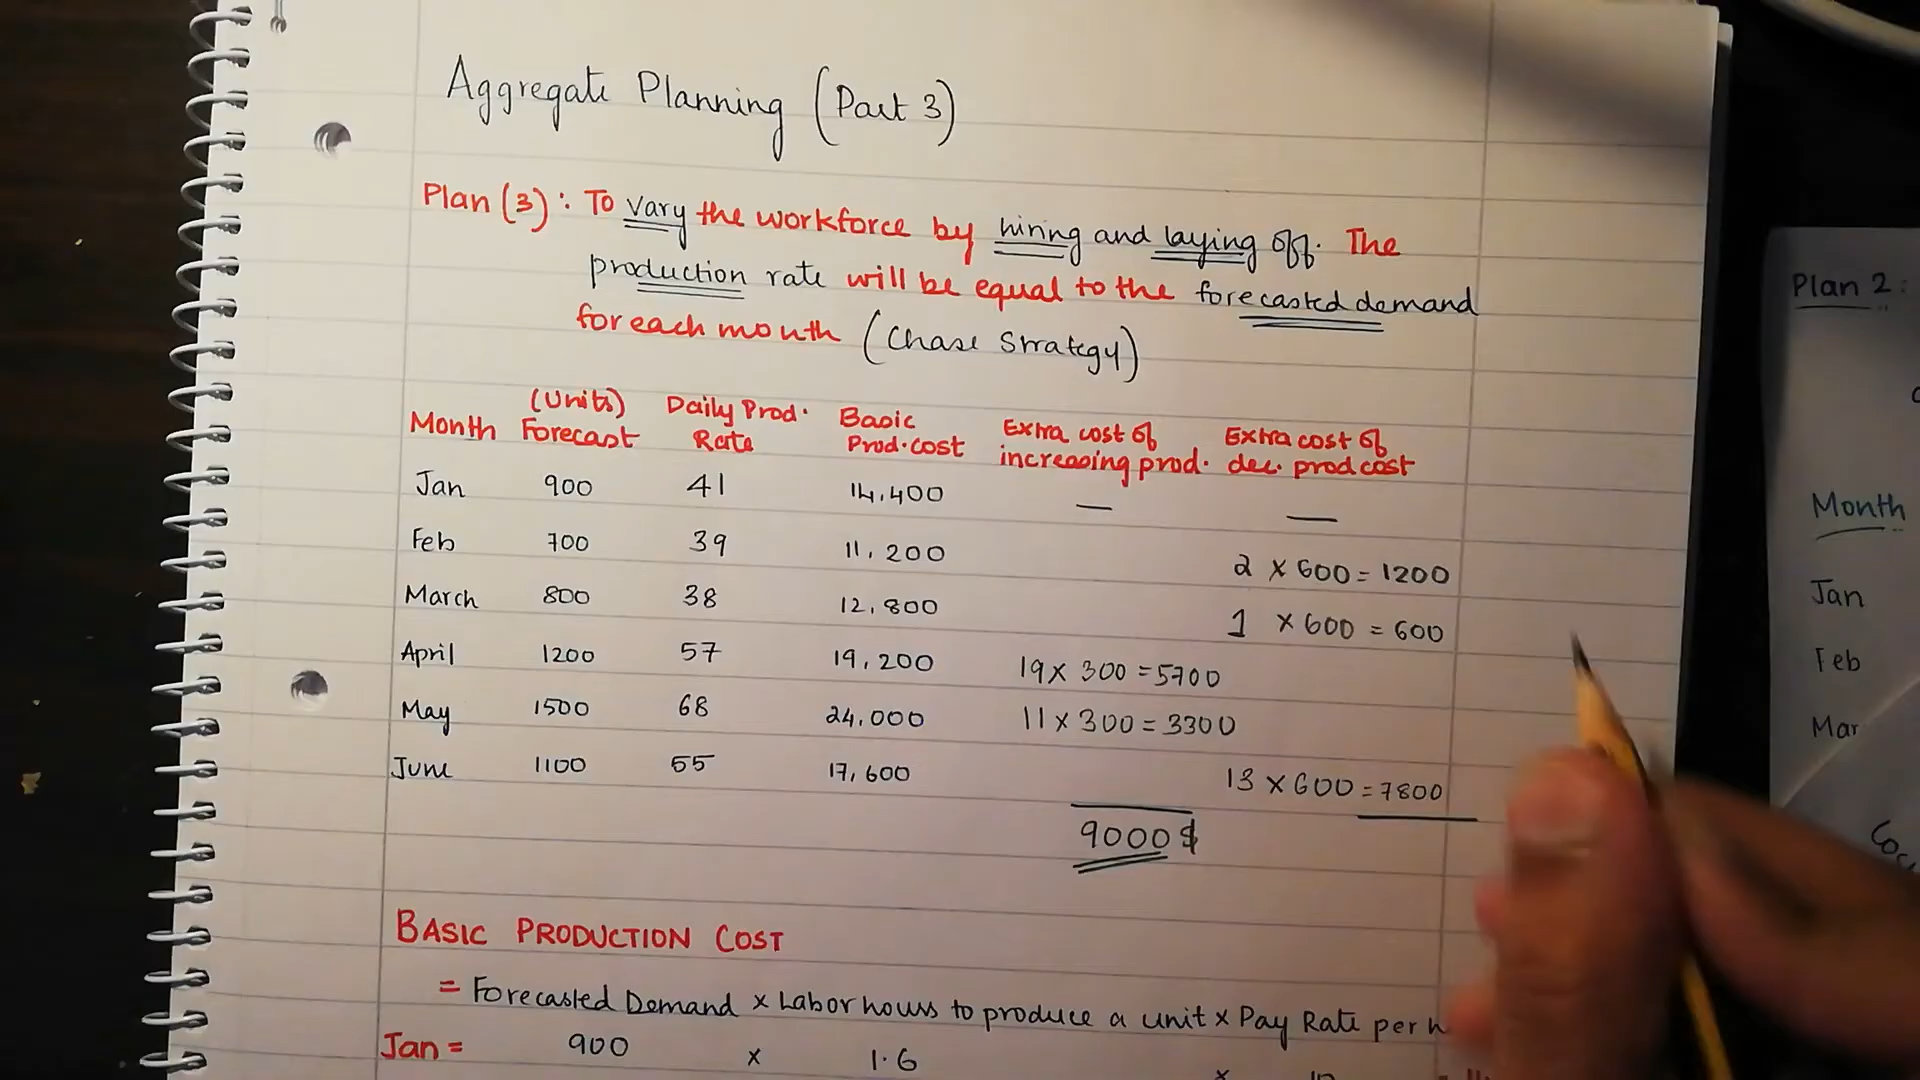 Aggregate Planning (Part 3)
Plan (3): To vary the workforce by hiring and laying off. The
production rate will be equal to the forecasted demand
for each month (Chase Strategy)
Month (Units) Forecast Daily Prod. Rate Basic Prod. cost Extra cost of increasing prod. Extra cost of dec. prod cost
Jan 900 41 14,400 — —
Feb 700 39 11,200 2 x 600 = 1200
March 800 38 12,800 1 x 600 = 600
April 1200 57 19,200 19 x 300 = 5700
May 1500 68 24,000 11 x 300 = 3300
June 1100 55 17,600 13 x 600 = 7800
9000$
BASIC PRODUCTION COST
= Forecasted Demand x Labor hours to produce a unit x Pay Rate per h
Jan = 900 x 1.6 x
Plan 2:
Month
Jan
Feb
Mar